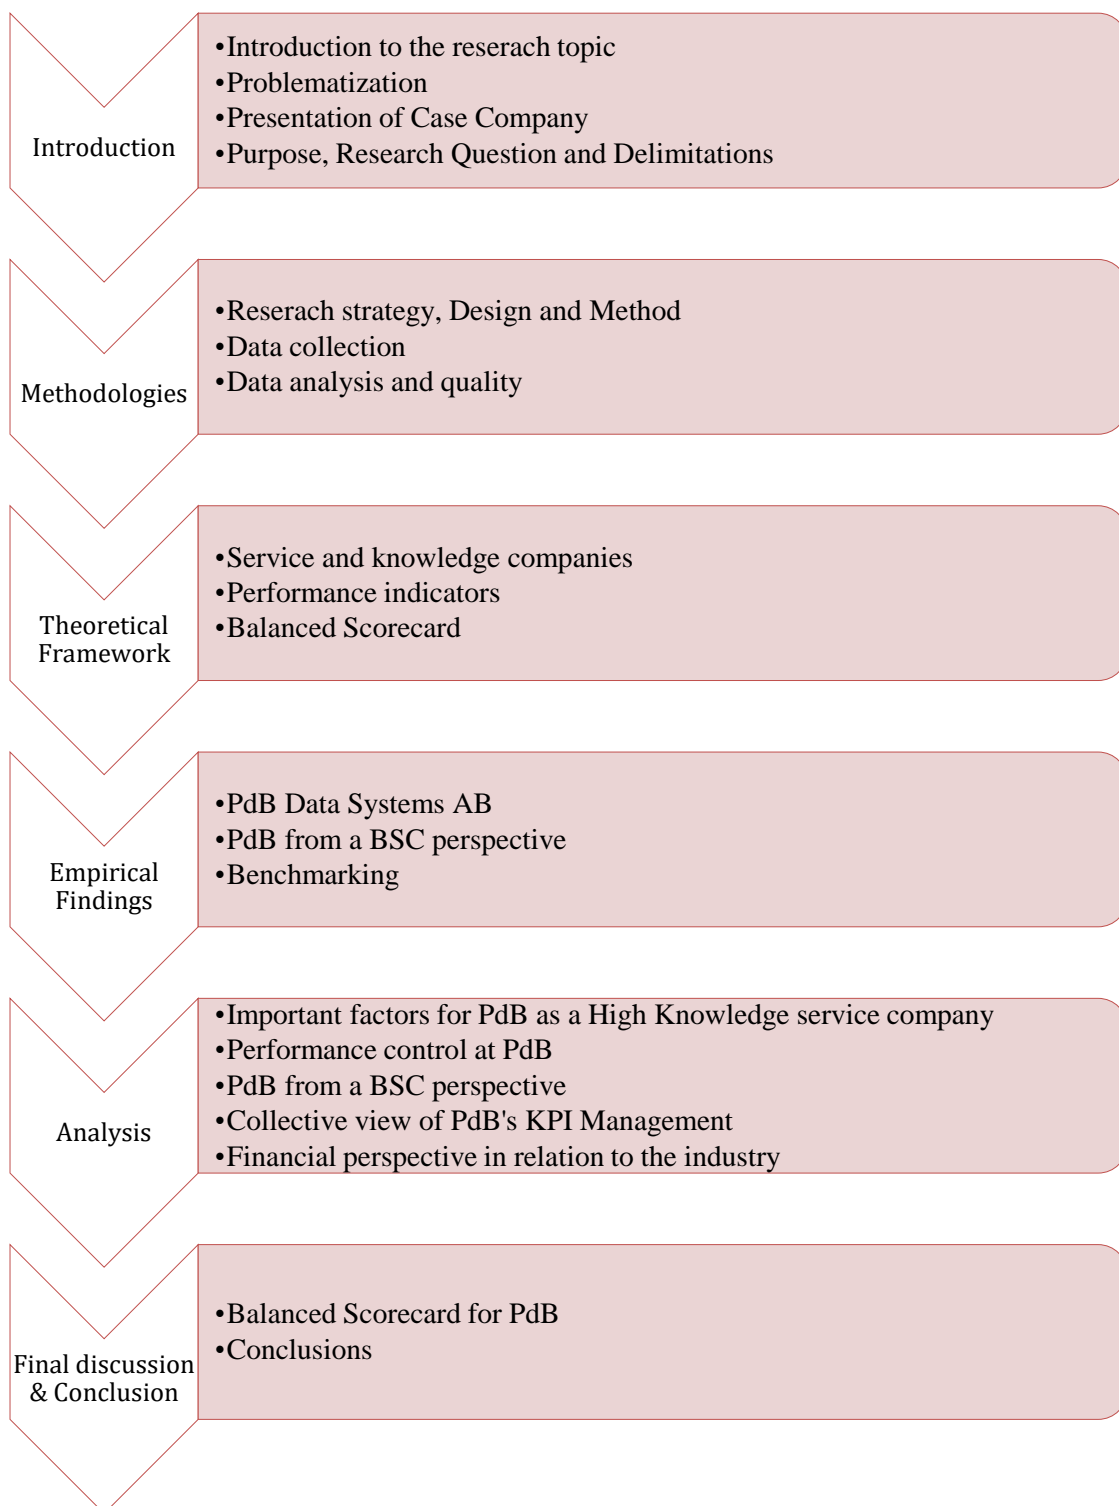 Introduction
•Introduction to the reserach topic
•Problematization
•Presentation of Case Company
•Purpose, Research Question and Delimitations
Methodologies
•Reserach strategy, Design and Method
•Data collection
•Data analysis and quality
Theoretical
Framework
•Service and knowledge companies
•Performance indicators
•Balanced Scorecard
Empirical
Findings
•PdB Data Systems AB
•PdB from a BSC perspective
•Benchmarking
Analysis
•Important factors for PdB as a High Knowledge service company
•Performance control at PdB
•PdB from a BSC perspective
•Collective view of PdB's KPI Management
•Financial perspective in relation to the industry
Final discussion
& Conclusion
•Balanced Scorecard for PdB
•Conclusions